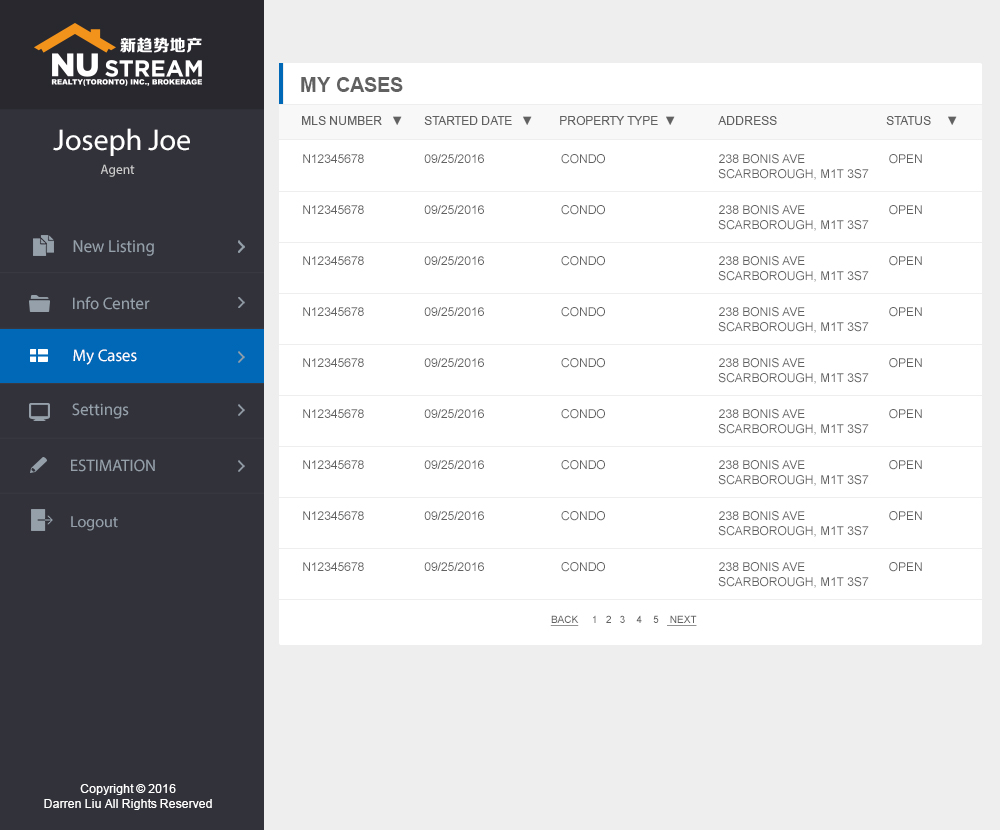 新趋势地产
NU STREAM
REALTY(TORONTO) INC., BROKERAGE
Joseph Joe
Agent
New Listing
Info Center
My Cases
Settings
ESTIMATION
Logout
Copyright © 2016
Darren Liu All Rights Reserved
MY CASES
MLS NUMBER ▼ STARTED DATE ▼ PROPERTY TYPE ▼ ADDRESS STATUS ▼
N12345678 09/25/2016 CONDO 238 BONIS AVE OPEN
SCARBOROUGH, M1T 3S7
N12345678 09/25/2016 CONDO 238 BONIS AVE OPEN
SCARBOROUGH, M1T 3S7
N12345678 09/25/2016 CONDO 238 BONIS AVE OPEN
SCARBOROUGH, M1T 3S7
N12345678 09/25/2016 CONDO 238 BONIS AVE OPEN
SCARBOROUGH, M1T 3S7
N12345678 09/25/2016 CONDO 238 BONIS AVE OPEN
SCARBOROUGH, M1T 3S7
N12345678 09/25/2016 CONDO 238 BONIS AVE OPEN
SCARBOROUGH, M1T 3S7
N12345678 09/25/2016 CONDO 238 BONIS AVE OPEN
SCARBOROUGH, M1T 3S7
N12345678 09/25/2016 CONDO 238 BONIS AVE OPEN
SCARBOROUGH, M1T 3S7
N12345678 09/25/2016 CONDO 238 BONIS AVE OPEN
SCARBOROUGH, M1T 3S7
BACK 1 2 3 4 5 NEXT